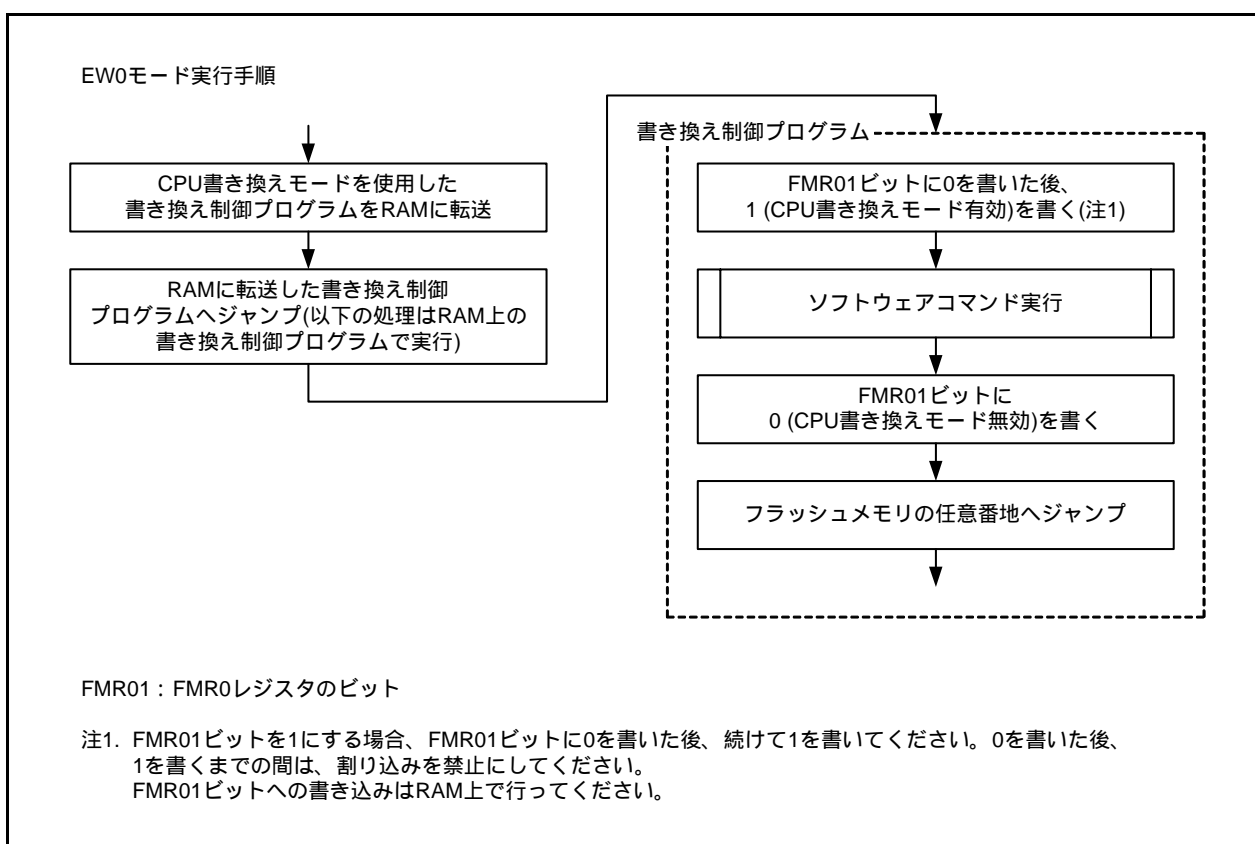 EW0モード実行手順
CPU書き換えモードを使用した
書き換え制御プログラムをRAMに転送
RAMに転送した書き換え制御
プログラムへジャンプ(以下の処理はRAM上の
書き換え制御プログラムで実行)
書き換え制御プログラム
FMR01ビットに0を書いた後、
1 (CPU書き換えモード有効)を書く(注1)
ソフトウェアコマンド実行
FMR01ビットに
0 (CPU書き換えモード無効)を書く
フラッシュメモリの任意番地へジャンプ
FMR01：FMR0レジスタのビット
注1. FMR01ビットを1にする場合、FMR01ビットに0を書いた後、続けて1を書いてください。0を書いた後、
1を書くまでの間は、割り込みを禁止にしてください。
FMR01ビットへの書き込みはRAM上で行ってください。